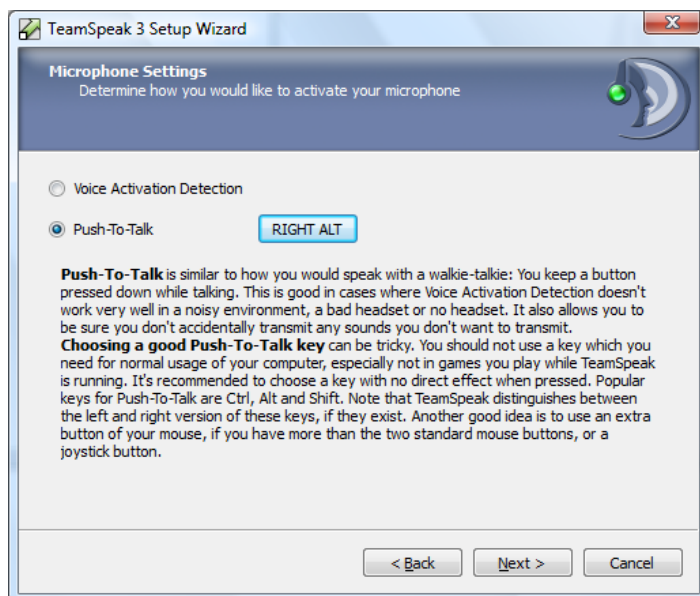 TeamSpeak 3 Setup Wizard
Microphone Settings
Determine how you would like to activate your microphone
Voice Activation Detection
Push-To-Talk
RIGHT ALT
Push-To-Talk is similar to how you would speak with a walkie-talkie: You keep a button
pressed down while talking. This is good in cases where Voice Activation Detection doesn't
work very well in a noisy environment, a bad headset or no headset. It also allows you to
be sure you don't accidentally transmit any sounds you don't want to transmit.
Choosing a good Push-To-Talk key can be tricky. You should not use a key which you
need for normal usage of your computer, especially not in games you play while TeamSpeak
is running. It's recommended to choose a key with no direct effect when pressed. Popular
keys for Push-To-Talk are Ctrl, Alt and Shift. Note that TeamSpeak distinguishes between
the left and right version of these keys, if they exist. Another good idea is to use an extra
button of your mouse, if you have more than the two standard mouse buttons, or a
joystick button.
< Back
Next >
Cancel